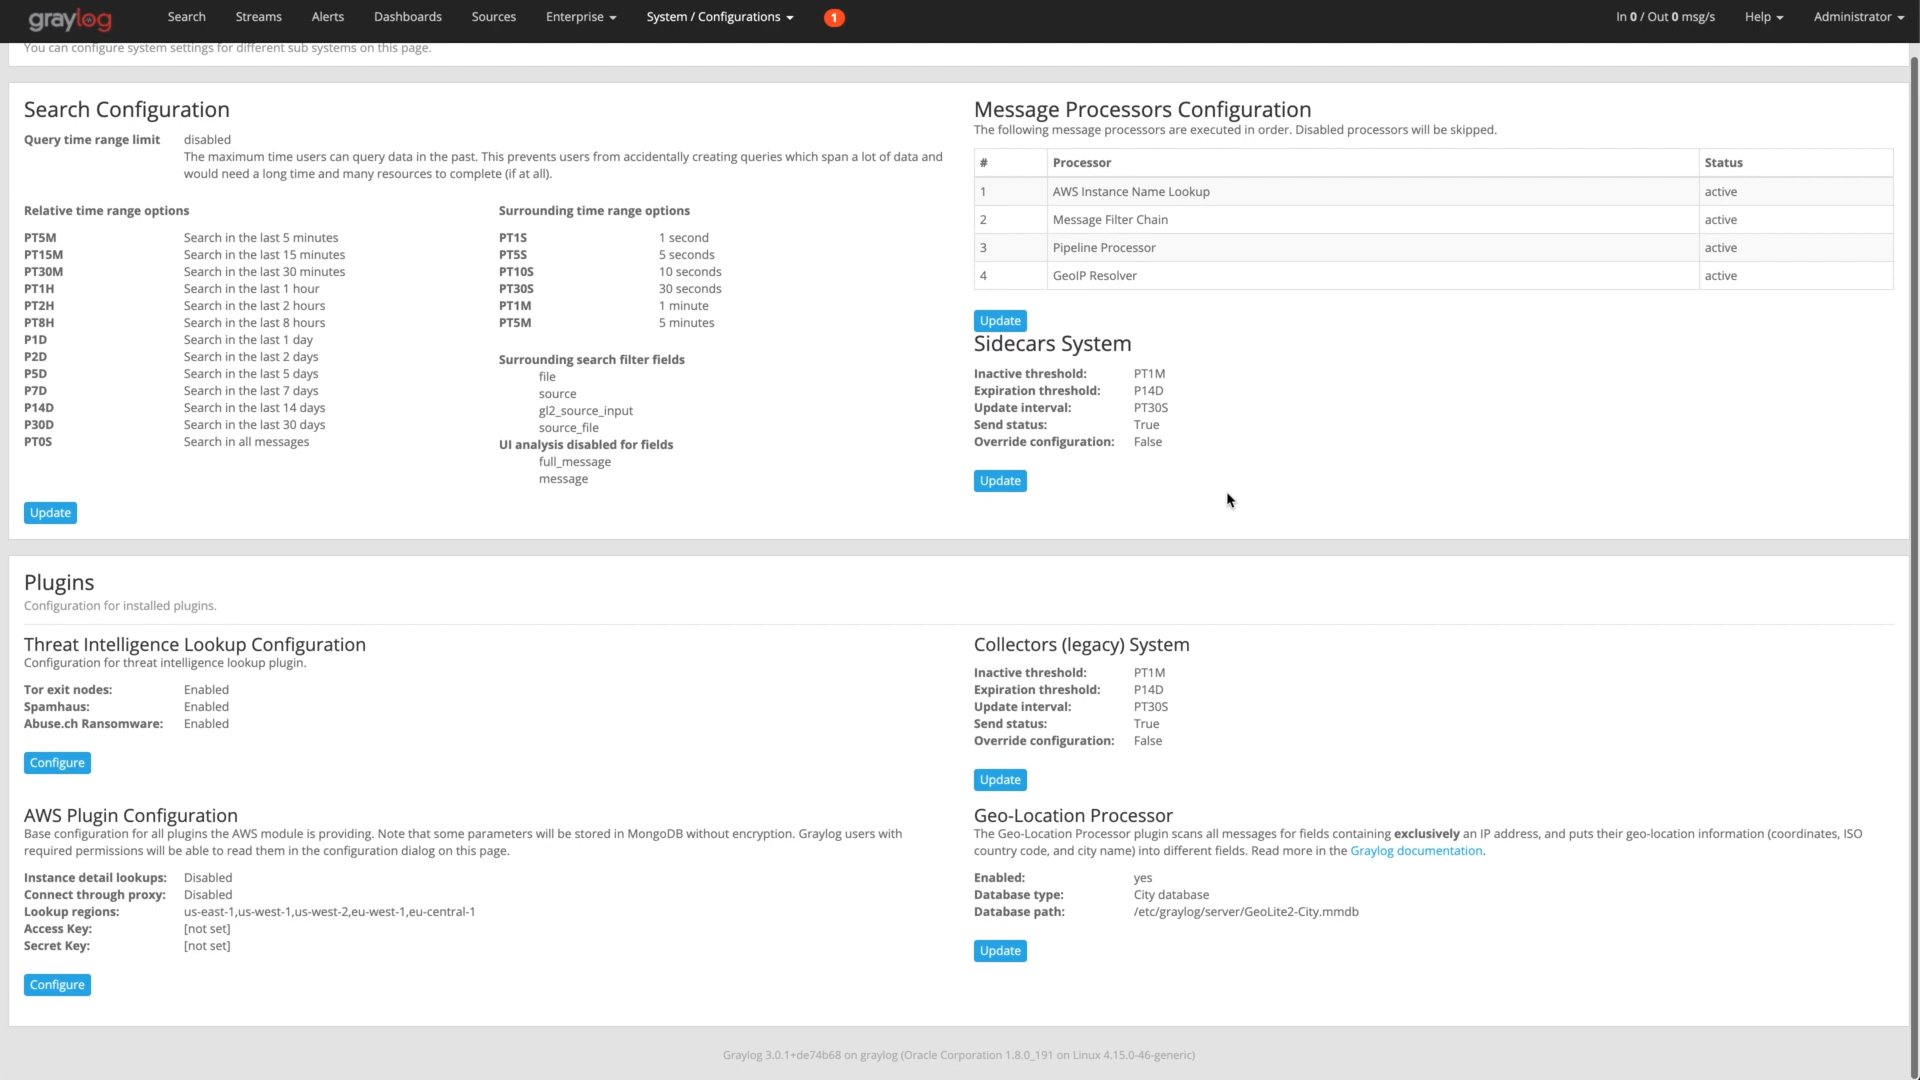 graylog Search Streams Alerts Dashboards Sources Enterprise System / Configurations 1 In 0 / Out 0 msg/s Help Administrator
You can configure system settings for different sub systems on this page.
Search Configuration
Query time range limit disabled
The maximum time users can query data in the past. This prevents users from accidentally creating queries which span a lot of data and
would need a long time and many resources to complete (if at all).
Relative time range options
PT5M Search in the last 5 minutes
PT15M Search in the last 15 minutes
PT30M Search in the last 30 minutes
PT1H Search in the last 1 hour
PT2H Search in the last 2 hours
PT8H Search in the last 8 hours
P1D Search in the last 1 day
P2D Search in the last 2 days
P5D Search in the last 5 days
P7D Search in the last 7 days
P14D Search in the last 14 days
P30D Search in the last 30 days
PT0S Search in all messages
Surrounding time range options
PT1S 1 second
PT5S 5 seconds
PT10S 10 seconds
PT30S 30 seconds
PT1M 1 minute
PT5M 5 minutes
Surrounding search filter fields
file
source
gl2_source_input
source_file
UI analysis disabled for fields
full_message
message
Update
Message Processors Configuration
The following message processors are executed in order. Disabled processors will be skipped.
# Processor Status
1 AWS Instance Name Lookup active
2 Message Filter Chain active
3 Pipeline Processor active
4 GeoIP Resolver active
Update
Sidecars System
Inactive threshold: PT1M
Expiration threshold: P14D
Update interval: PT30S
Send status: True
Override configuration: False
Update
Plugins
Configuration for installed plugins.
Threat Intelligence Lookup Configuration
Configuration for threat intelligence lookup plugin.
Tor exit nodes: Enabled
Spamhaus: Enabled
Abuse.ch Ransomware: Enabled
Configure
Collectors (legacy) System
Inactive threshold: PT1M
Expiration threshold: P14D
Update interval: PT30S
Send status: True
Override configuration: False
Update
AWS Plugin Configuration
Base configuration for all plugins the AWS module is providing. Note that some parameters will be stored in MongoDB without encryption. Graylog users with
required permissions will be able to read them in the configuration dialog on this page.
Instance detail lookups: Disabled
Connect through proxy: Disabled
Lookup regions: us-east-1,us-west-1,us-west-2,eu-west-1,eu-central-1
Access Key: [not set]
Secret Key: [not set]
Configure
Geo-Location Processor
The Geo-Location Processor plugin scans all messages for fields containing exclusively an IP address, and puts their geo-location information (coordinates, ISO
country code, and city name) into different fields. Read more in the Graylog documentation.
Enabled: yes
Database type: City database
Database path: /etc/graylog/server/GeoLite2-City.mmdb
Update
Graylog 3.0.1+de74b68 on graylog (Oracle Corporation 1.8.0_191 on Linux 4.15.0-46-generic)